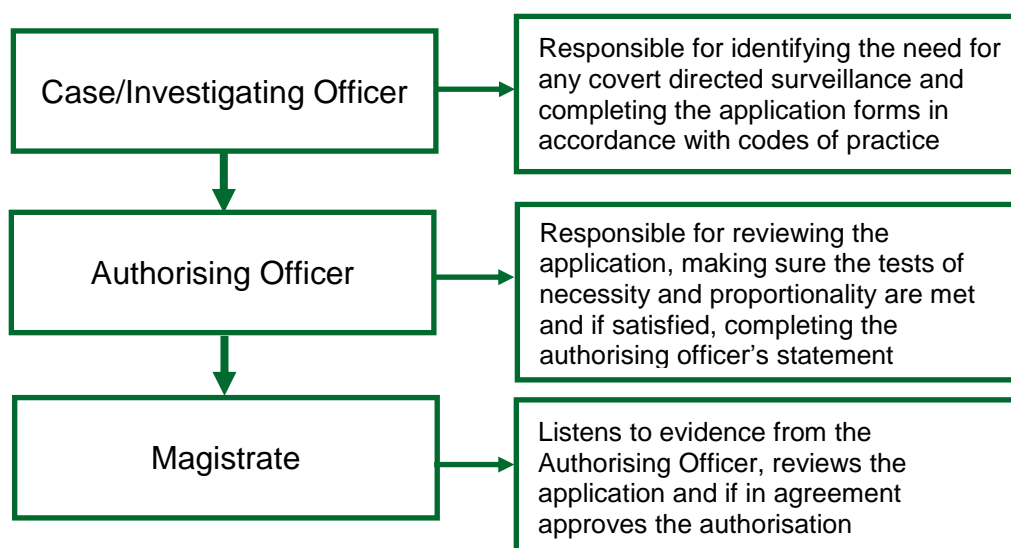 Case/Investigating Officer
Responsible for identifying the need for
any covert directed surveillance and
completing the application forms in
accordance with codes of practice
Authorising Officer
Responsible for reviewing the
application, making sure the tests of
necessity and proportionality are met
and if satisfied, completing the
authorising officer’s statement
Magistrate
Listens to evidence from the
Authorising Officer, reviews the
application and if in agreement
approves the authorisation